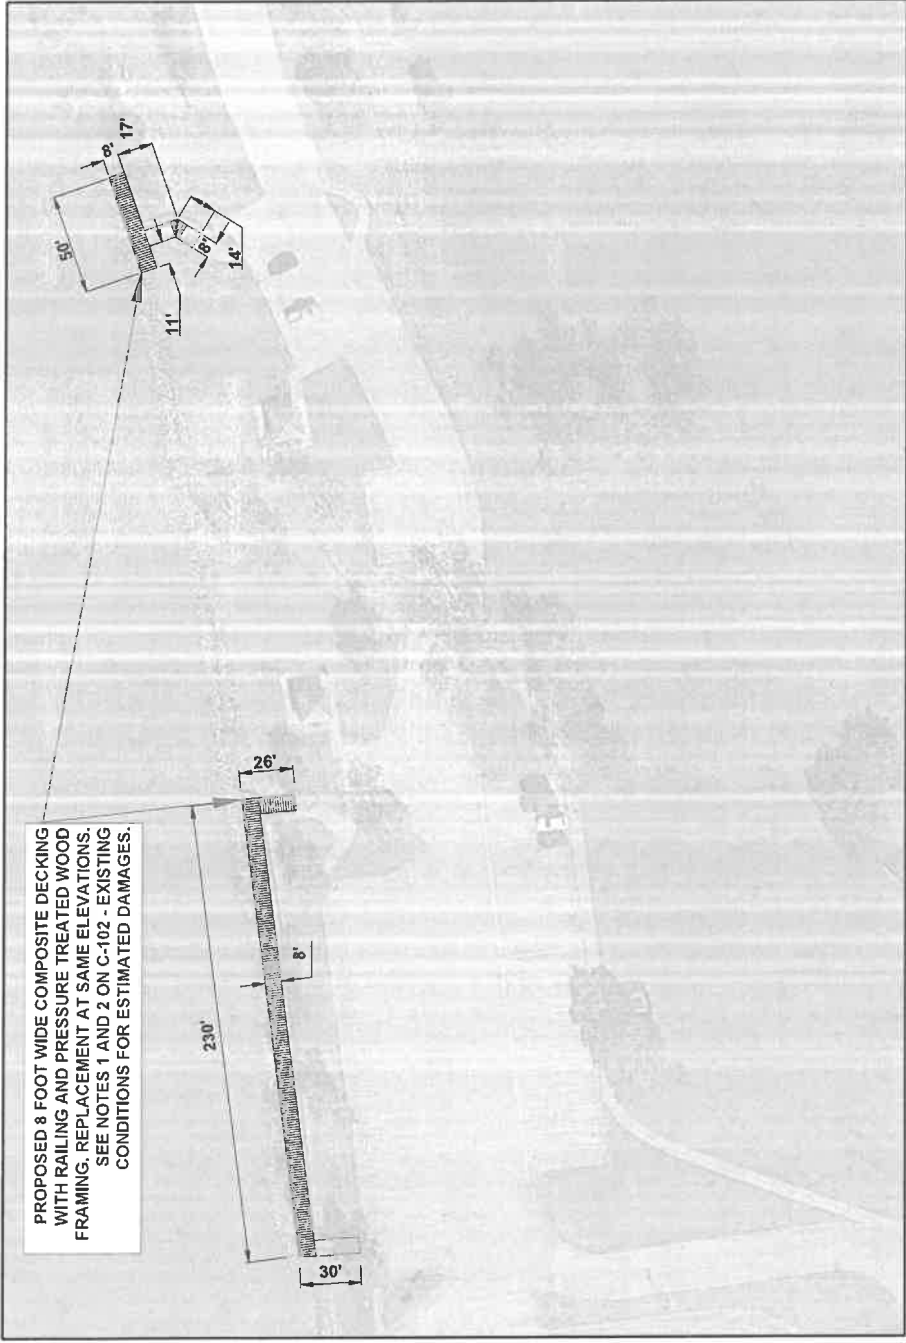 PROPOSED 8 FOOT WIDE COMPOSITE DECKING
WITH RAILING AND PRESSURE TREATED WOOD
FRAMING. REPLACEMENT AT SAME ELEVATIONS.
SEE NOTES 1 AND 2 ON C-102 - EXISTING
CONDITIONS FOR ESTIMATED DAMAGES.
30'
230'
8'
26'
11'
50'
8'
17'
8'
14'